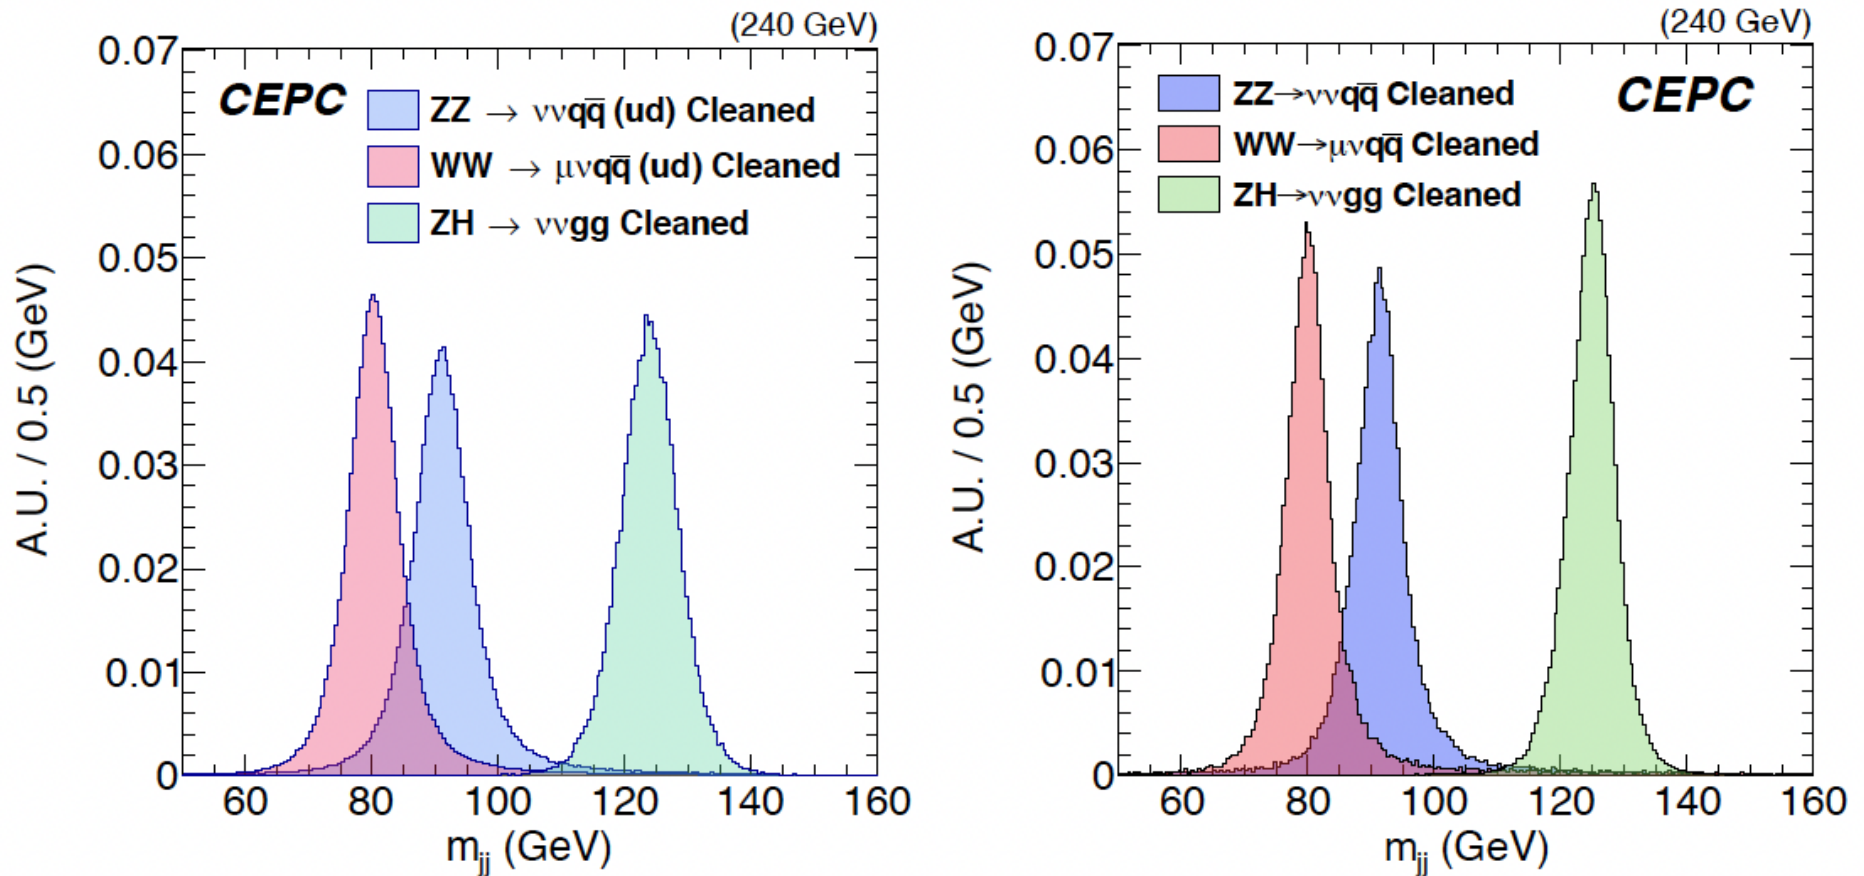 (240 GeV)
CEPC
ZZ → ννqq̅ (ud) Cleaned
WW → μνqq̅ (ud) Cleaned
ZH → ννgg Cleaned
0.07
0.06
0.05
0.04
0.03
0.02
0.01
0
A.U. / 0.5 (GeV)
60 80 100 120 140 160
m_jj (GeV)
(240 GeV)
ZZ→ννqq̅ Cleaned
CEPC
WW→μνqq̅ Cleaned
ZH→ννgg Cleaned
0.07
0.06
0.05
0.04
0.03
0.02
0.01
0
A.U. / 0.5 (GeV)
60 80 100 120 140 160
m_jj (GeV)